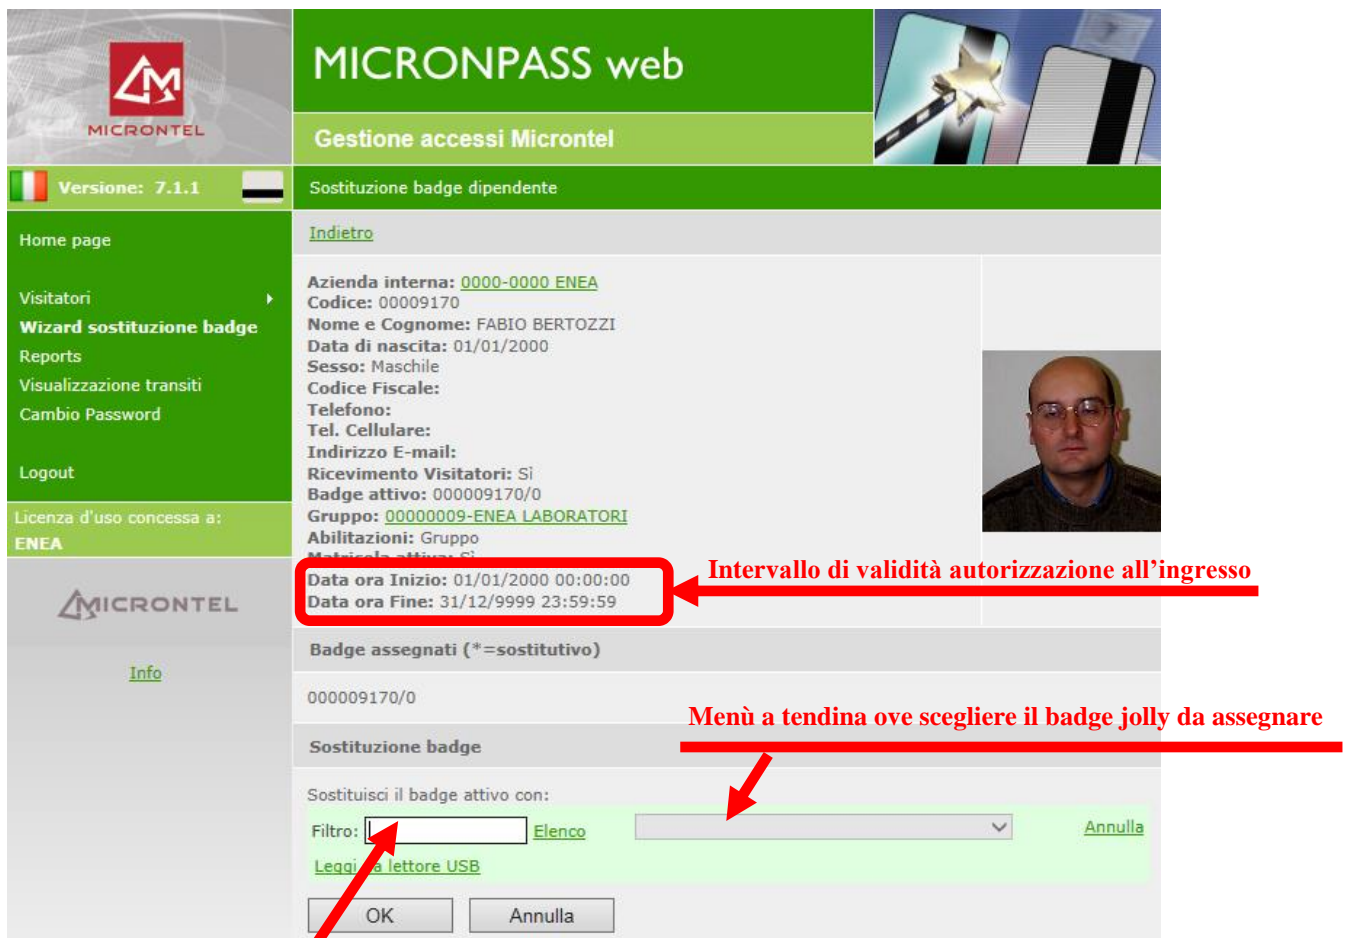 MICRONTEL
MICRONPASS web
Gestione accessi Microntel
Versione: 7.1.1
Sostituzione badge dipendente
Home page
Visitatori
Wizard sostituzione badge
Reports
Visualizzazione transiti
Cambio Password
Logout
Licenza d'uso concessa a:
ENEA
MICRONTEL
Info
Indietro
Azienda interna: 0000-0000 ENEA
Codice: 00009170
Nome e Cognome: FABIO BERTOZZI
Data di nascita: 01/01/2000
Sesso: Maschile
Codice Fiscale:
Telefono:
Tel. Cellulare:
Indirizzo E-mail:
Ricevimento Visitatori: Sì
Badge attivo: 000009170/0
Gruppo: 00000009-ENEA LABORATORI
Abilitazioni: Gruppo
Matricola attiva: Sì
Data ora Inizio: 01/01/2000 00:00:00
Data ora Fine: 31/12/9999 23:59:59
Intervallo di validità autorizzazione all’ingresso
Badge assegnati (*=sostitutivo)
000009170/0
Menù a tendina ove scegliere il badge jolly da assegnare
Sostituzione badge
Sostituisci il badge attivo con:
Filtro: Elenco Annulla
Leggi da lettore USB
OK Annulla